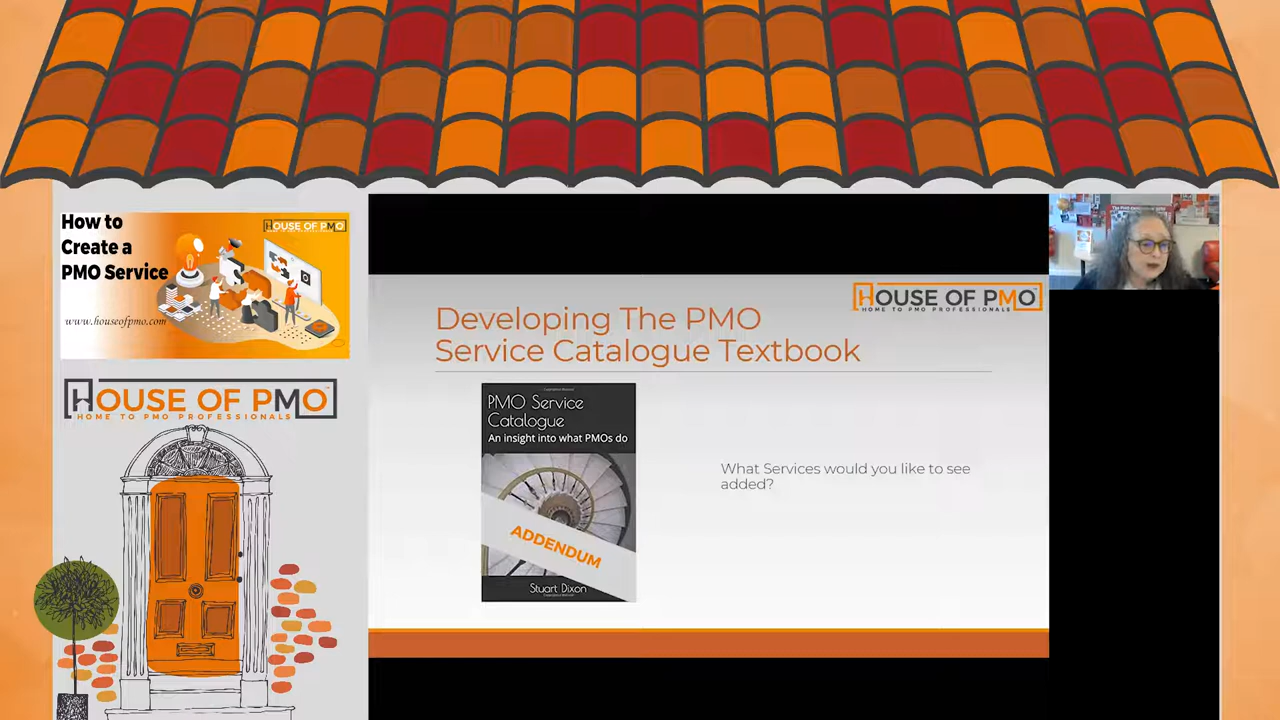 How to
Create a
PMO Service
HOUSE OF PMO
www.houseofpmo.com
HOUSE OF PMO
HOME TO PMO PROFESSIONALS
HOUSE OF PMO
HOME TO PMO PROFESSIONALS
Developing The PMO
Service Catalogue Textbook
PMO Service
Catalogue
An insight into what PMOs do
ADDENDUM
Stuart Dixon
What Services would you like to see
added?